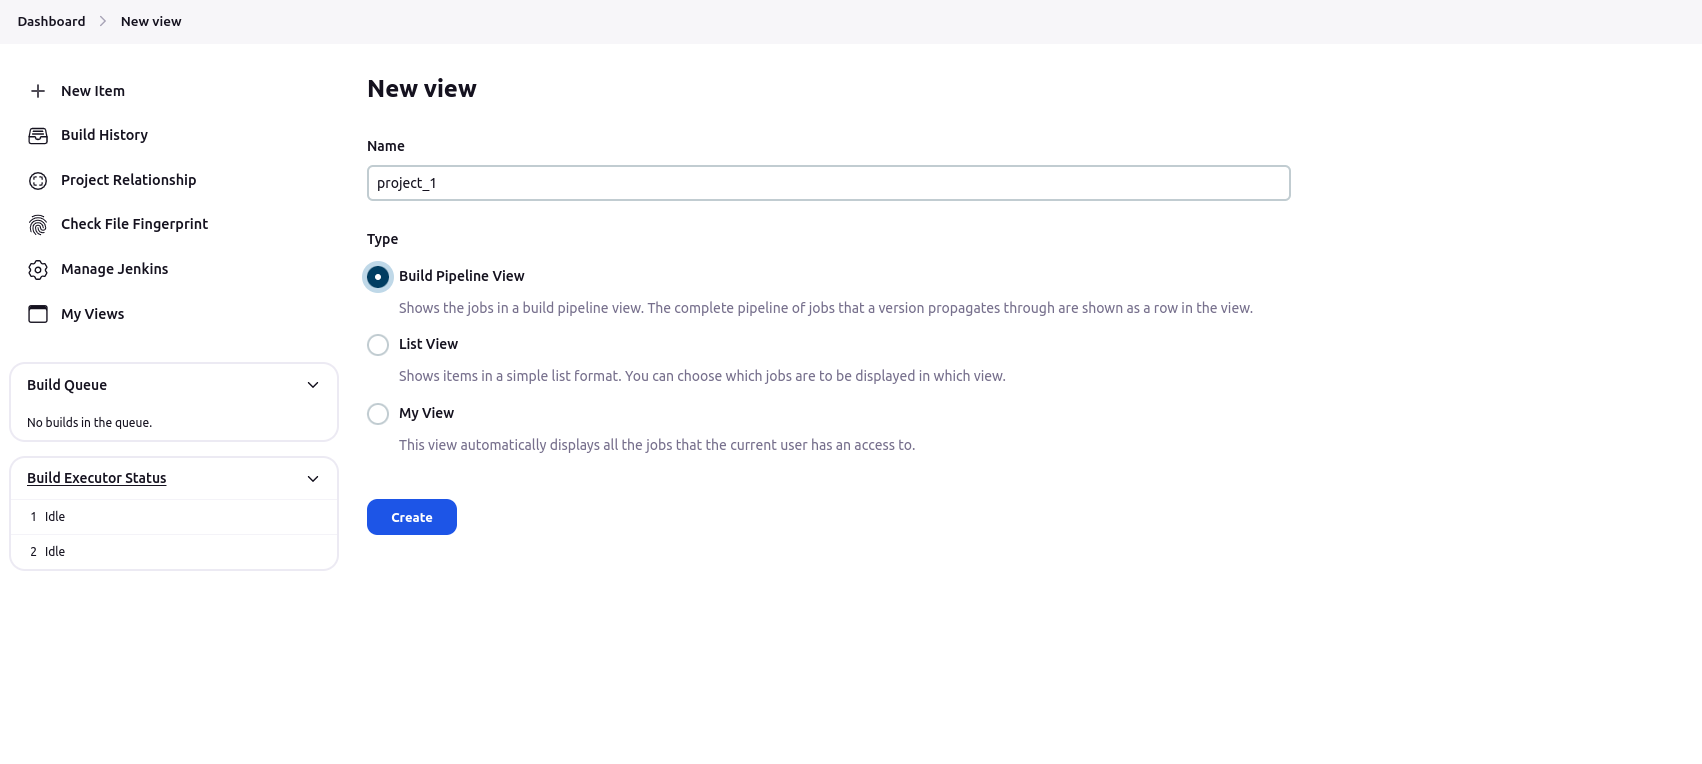 Dashboard > New view
New Item
Build History
Project Relationship
Check File Fingerprint
Manage Jenkins
My Views
Build Queue
No builds in the queue.
Build Executor Status
1 Idle
2 Idle
New view
Name
project_1
Type
Build Pipeline View
Shows the jobs in a build pipeline view. The complete pipeline of jobs that a version propagates through are shown as a row in the view.
List View
Shows items in a simple list format. You can choose which jobs are to be displayed in which view.
My View
This view automatically displays all the jobs that the current user has an access to.
Create